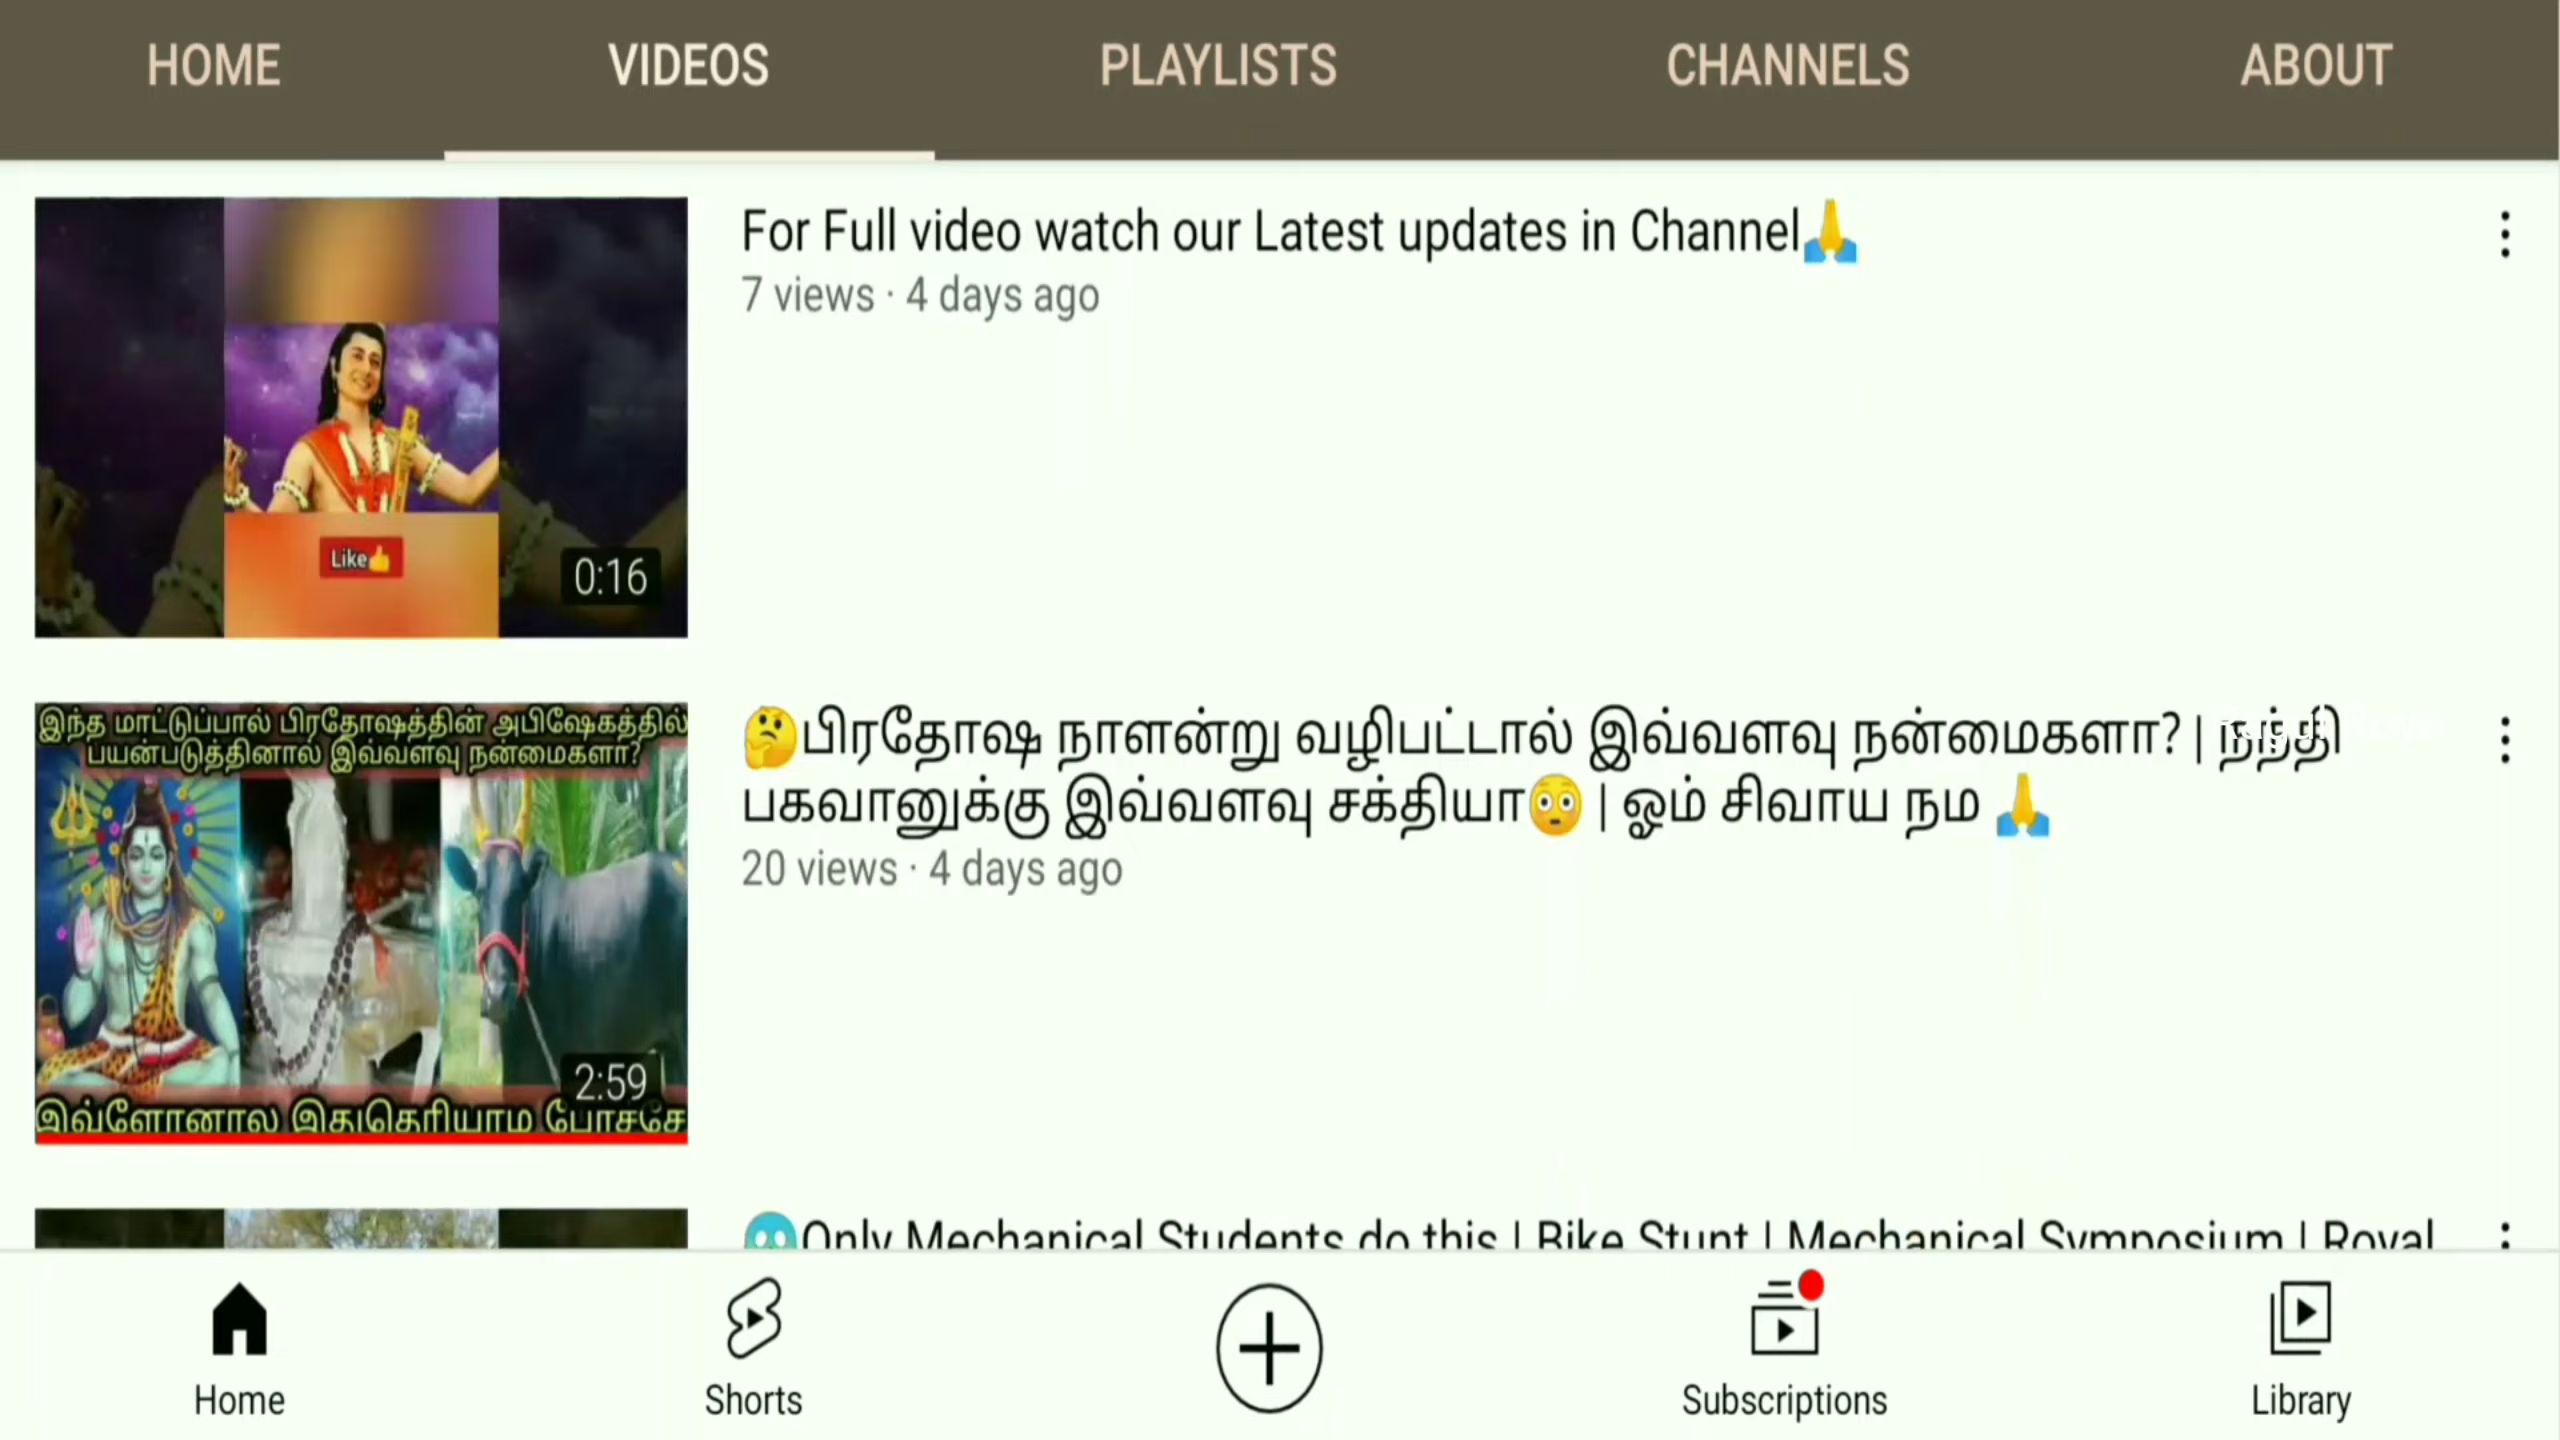 HOME VIDEOS PLAYLISTS CHANNELS ABOUT
For Full video watch our Latest updates in Channel🙏
7 views · 4 days ago
Like👍
0:16
இந்த மாட்டுப்பால் பிரதோஷத்தின் அபிஷேகத்தில்
பயன்படுத்தினால் இவ்வளவு நன்மைகளா?
2:59
இவ்ளோனால இதுதெரியாம போச்சே
🤔பிரதோஷ நாளன்று வழிபட்டால் இவ்வளவு நன்மைகளா? | நந்தி
பகவானுக்கு இவ்வளவு சக்தியா😳 | ஓம் சிவாய நம 🙏
20 views · 4 days ago
Only Mechanical Students do this | Bike Stunt | Mechanical Symposium | Royal
Home Shorts Subscriptions Library